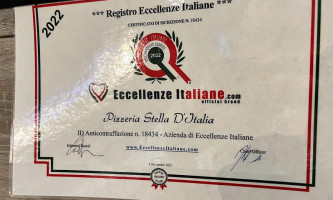 2022
*** Registro Eccellenze Italiane ***
CERTIFICATO DI ISCRIZIONE N. 18434
2022
Eccellenze Italiane.com
official brand
Pizzeria Stella D'Italia
ID Anticontraffazione n. 18434 - Azienda di Eccellenze Italiane
www.EccellenzeItaliane.com